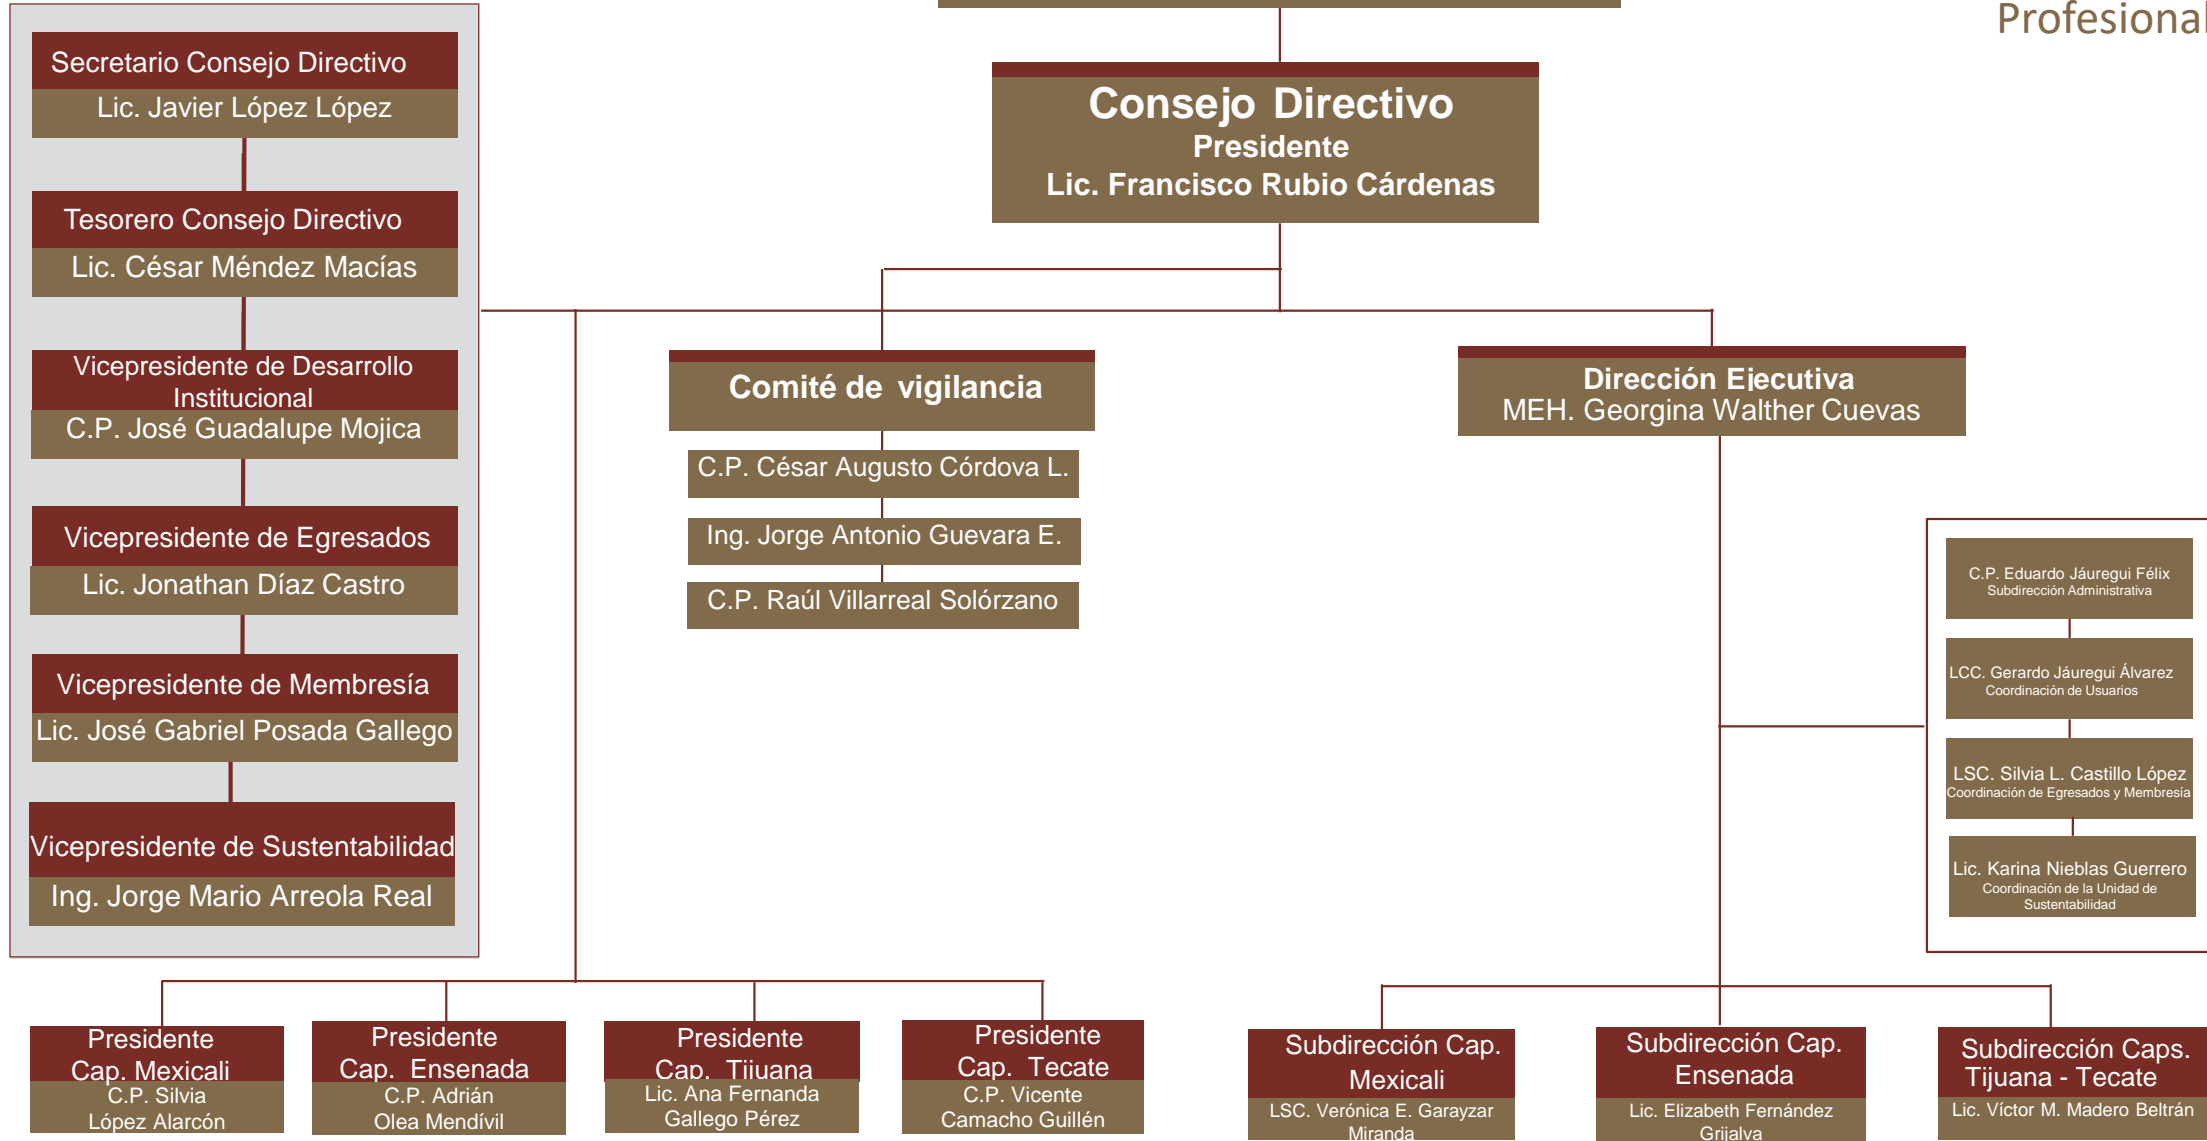 Profesional
Consejo Directivo
Presidente
Lic. Francisco Rubio Cárdenas
Secretario Consejo Directivo
Lic. Javier López López
Tesorero Consejo Directivo
Lic. César Méndez Macías
Vicepresidente de Desarrollo
Institucional
C.P. José Guadalupe Mojica
Vicepresidente de Egresados
Lic. Jonathan Díaz Castro
Vicepresidente de Membresía
Lic. José Gabriel Posada Gallego
Vicepresidente de Sustentabilidad
Ing. Jorge Mario Arreola Real
Comité de vigilancia
C.P. César Augusto Córdova L.
Ing. Jorge Antonio Guevara E.
C.P. Raúl Villarreal Solórzano
Dirección Ejecutiva
MEH. Georgina Walther Cuevas
C.P. Eduardo Jáuregui Félix
Subdirección Administrativa
LCC. Gerardo Jáuregui Álvarez
Coordinación de Usuarios
LSC. Silvia L. Castillo López
Coordinación de Egresados y Membresía
Lic. Karina Nieblas Guerrero
Coordinación de la Unidad de
Sustentabilidad
Presidente
Cap. Mexicali
C.P. Silvia
López Alarcón
Presidente
Cap. Ensenada
C.P. Adrián
Olea Mendívil
Presidente
Cap. Tijuana
Lic. Ana Fernanda
Gallego Pérez
Presidente
Cap. Tecate
C.P. Vicente
Camacho Guillén
Subdirección Cap.
Mexicali
LSC. Verónica E. Garayzar
Miranda
Subdirección Cap.
Ensenada
Lic. Elizabeth Fernández
Grijalva
Subdirección Caps.
Tijuana - Tecate
Lic. Víctor M. Madero Beltrán